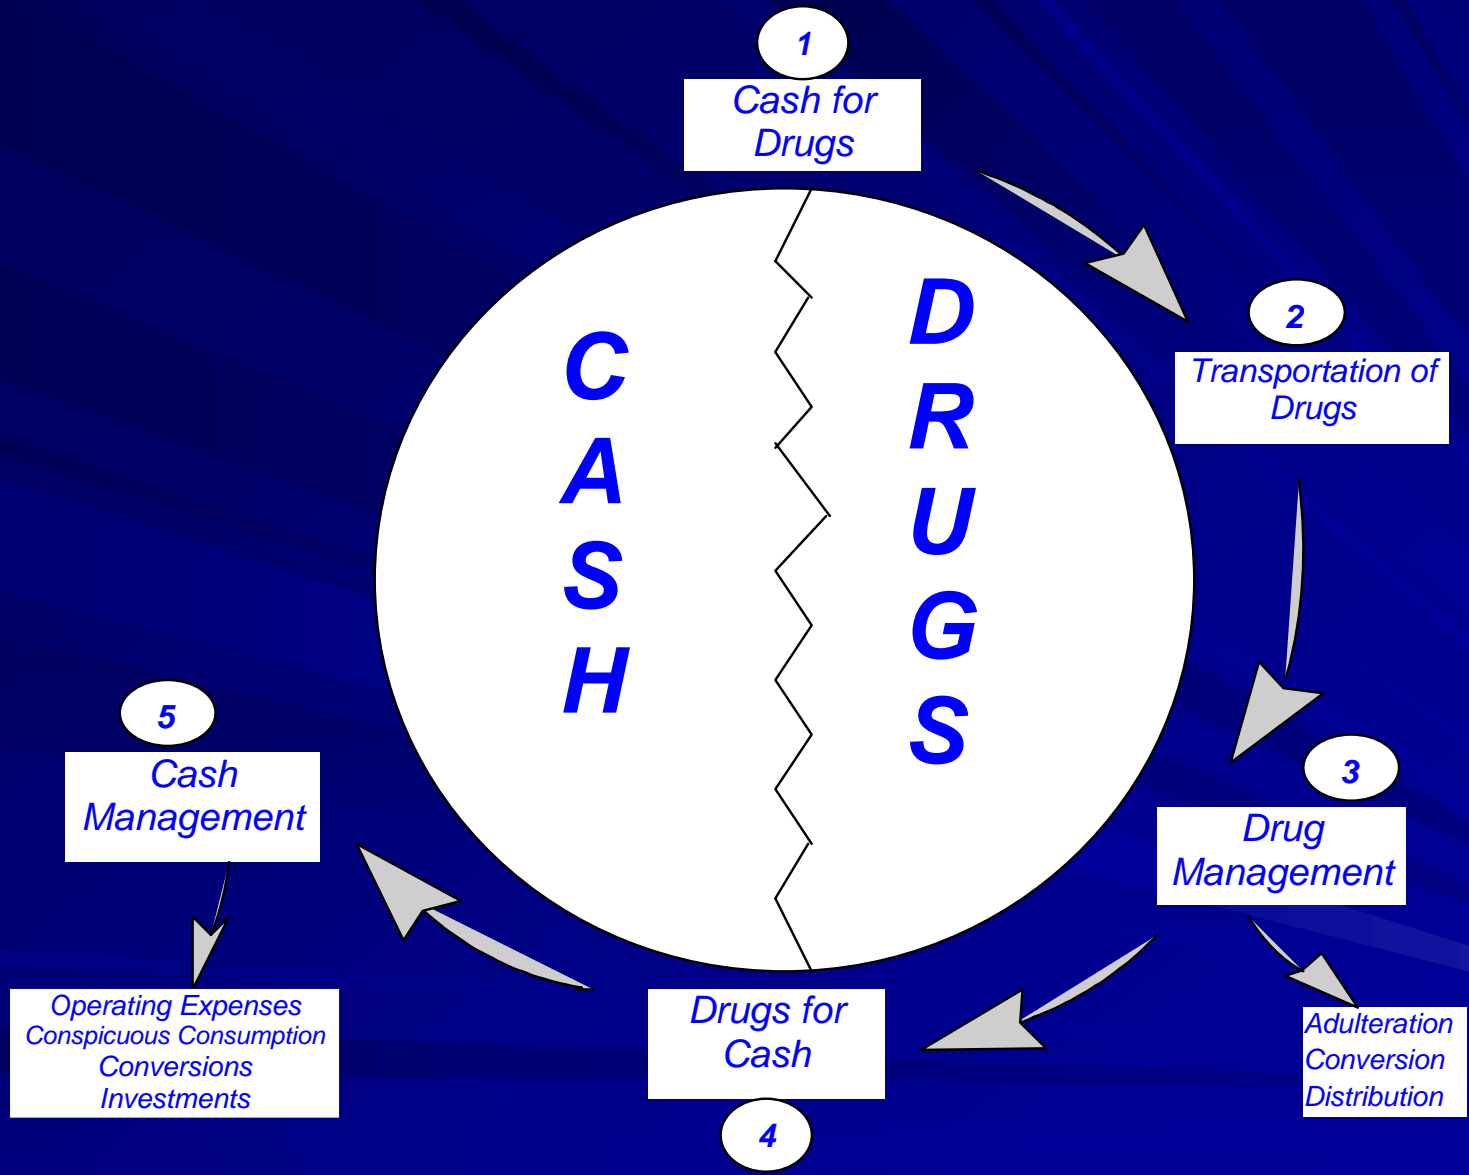 1
Cash for
Drugs
2
Transportation of
Drugs
C
A
S
H
D
R
U
G
S
3
Drug
Management
Adulteration
Conversion
Distribution
Drugs for
Cash
4
5
Cash
Management
Operating Expenses
Conspicuous Consumption
Conversions
Investments